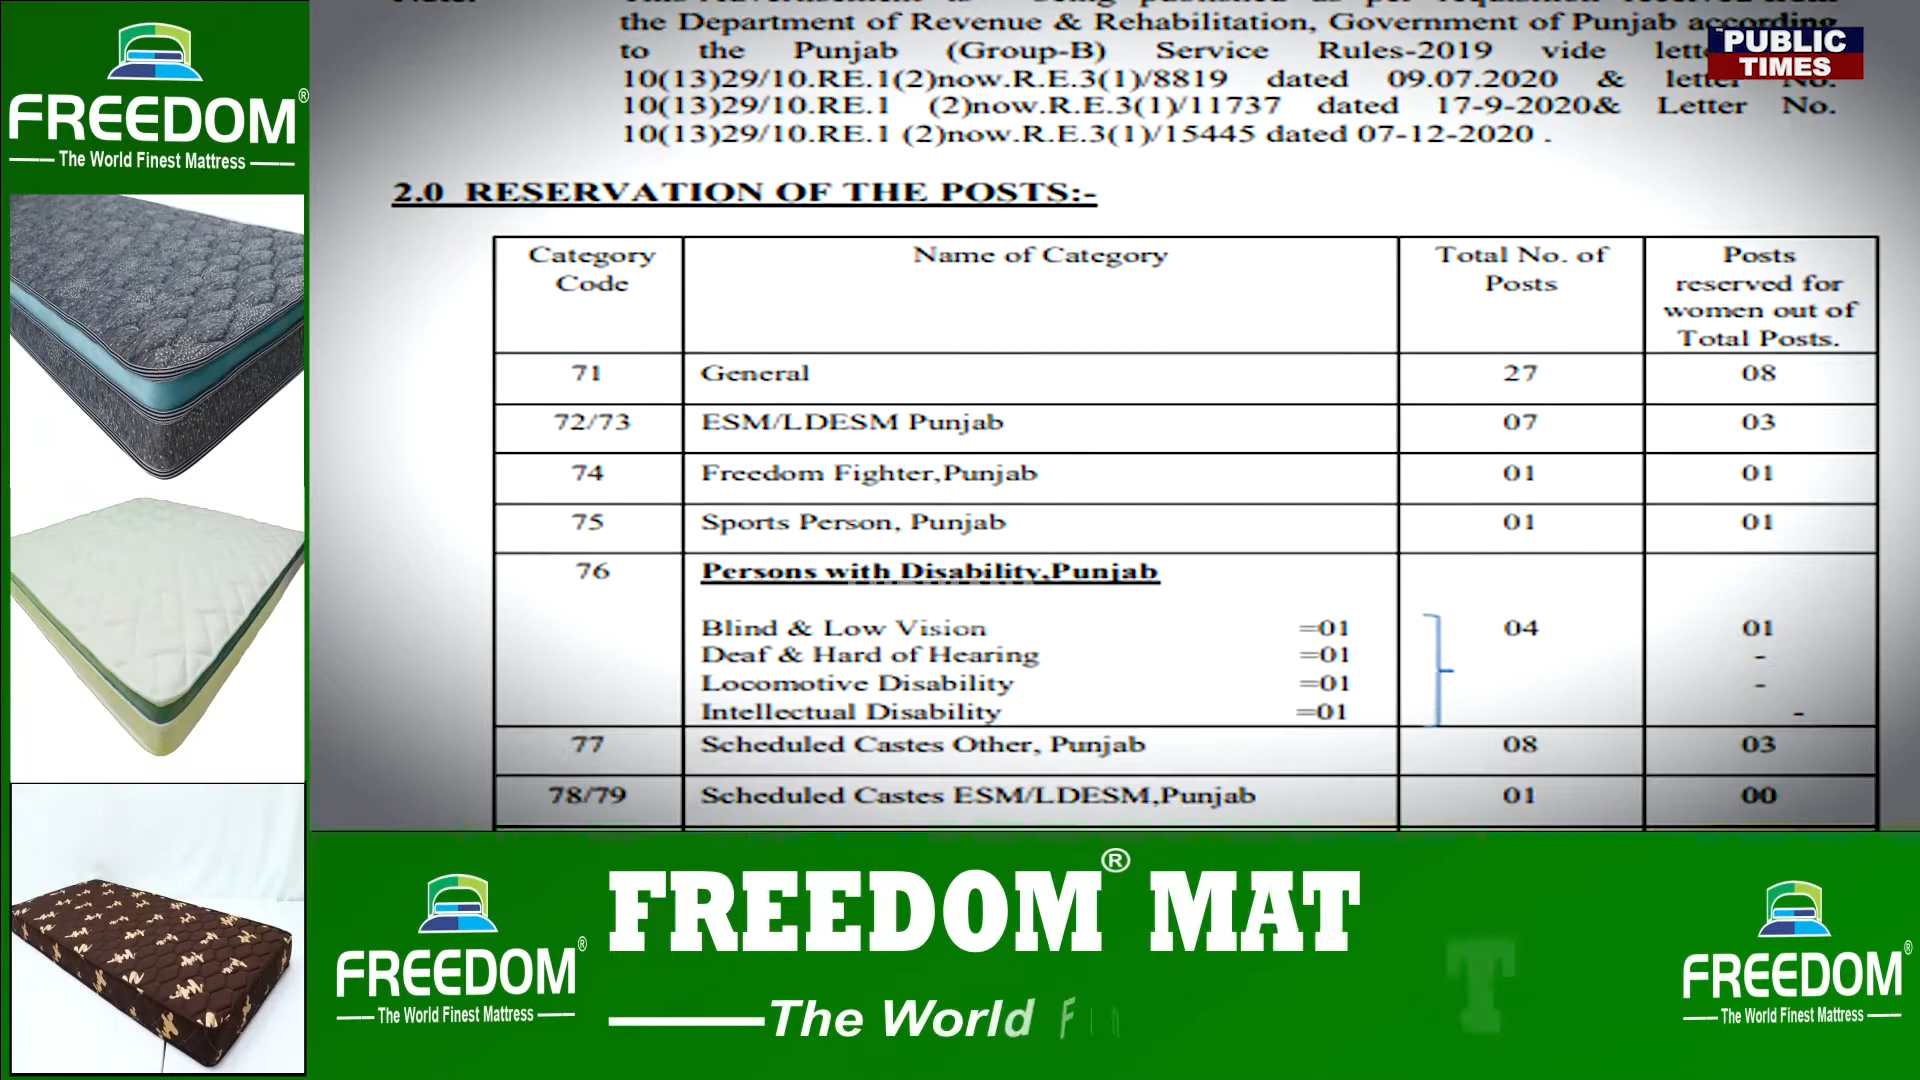 FREEDOM®
The World Finest Mattress
the Department of Revenue & Rehabilitation, Government of Punjab according
to the Punjab (Group-B) Service Rules-2019 vide
10(13)29/10.RE.1(2)now.R.E.3(1)/8819 dated 09.07.2020 & letter No.
10(13)29/10.RE.1 (2)now.R.E.3(1)/11737 dated 17-9-2020& Letter No.
10(13)29/10.RE.1 (2)now.R.E.3(1)/15445 dated 07-12-2020 .
THE PUBLIC
TIMES
2.0 RESERVATION OF THE POSTS:-
Category Code Name of Category Total No. of Posts Posts reserved for women out of Total Posts.
71 General 27 08
72/73 ESM/LDESM Punjab 07 03
74 Freedom Fighter,Punjab 01 01
75 Sports Person, Punjab 01 01
76 Persons with Disability,Punjab
Blind & Low Vision =01 04 01
Deaf & Hard of Hearing =01 -
Locomotive Disability =01 -
Intellectual Disability =01 -
77 Scheduled Castes Other, Punjab 08 03
78/79 Scheduled Castes ESM/LDESM,Punjab 01 00
FREEDOM®
The World Finest Mattress
FREEDOM® MAT T
The World Fin
FREEDOM®
The World Finest Mattress